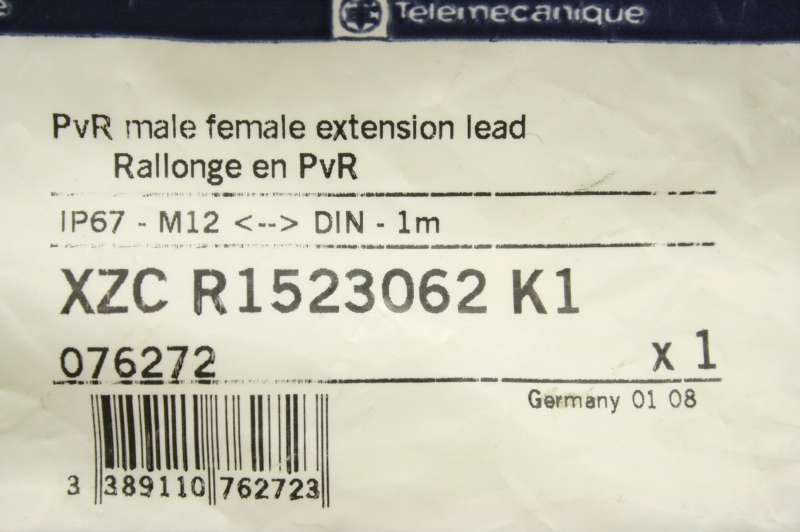 Telemecanique
PvR male female extension lead
Rallonge en PvR
IP67 - M12 <--> DIN - 1m
XZC R1523062 K1
076272
x 1
Germany 01 08
3 389110 762723